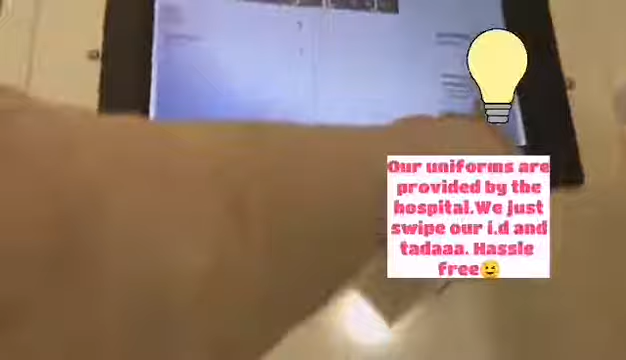 Our uniforms are
provided by the
hospital.We just
swipe our i.d and
tadaaa. Hassle
free😉